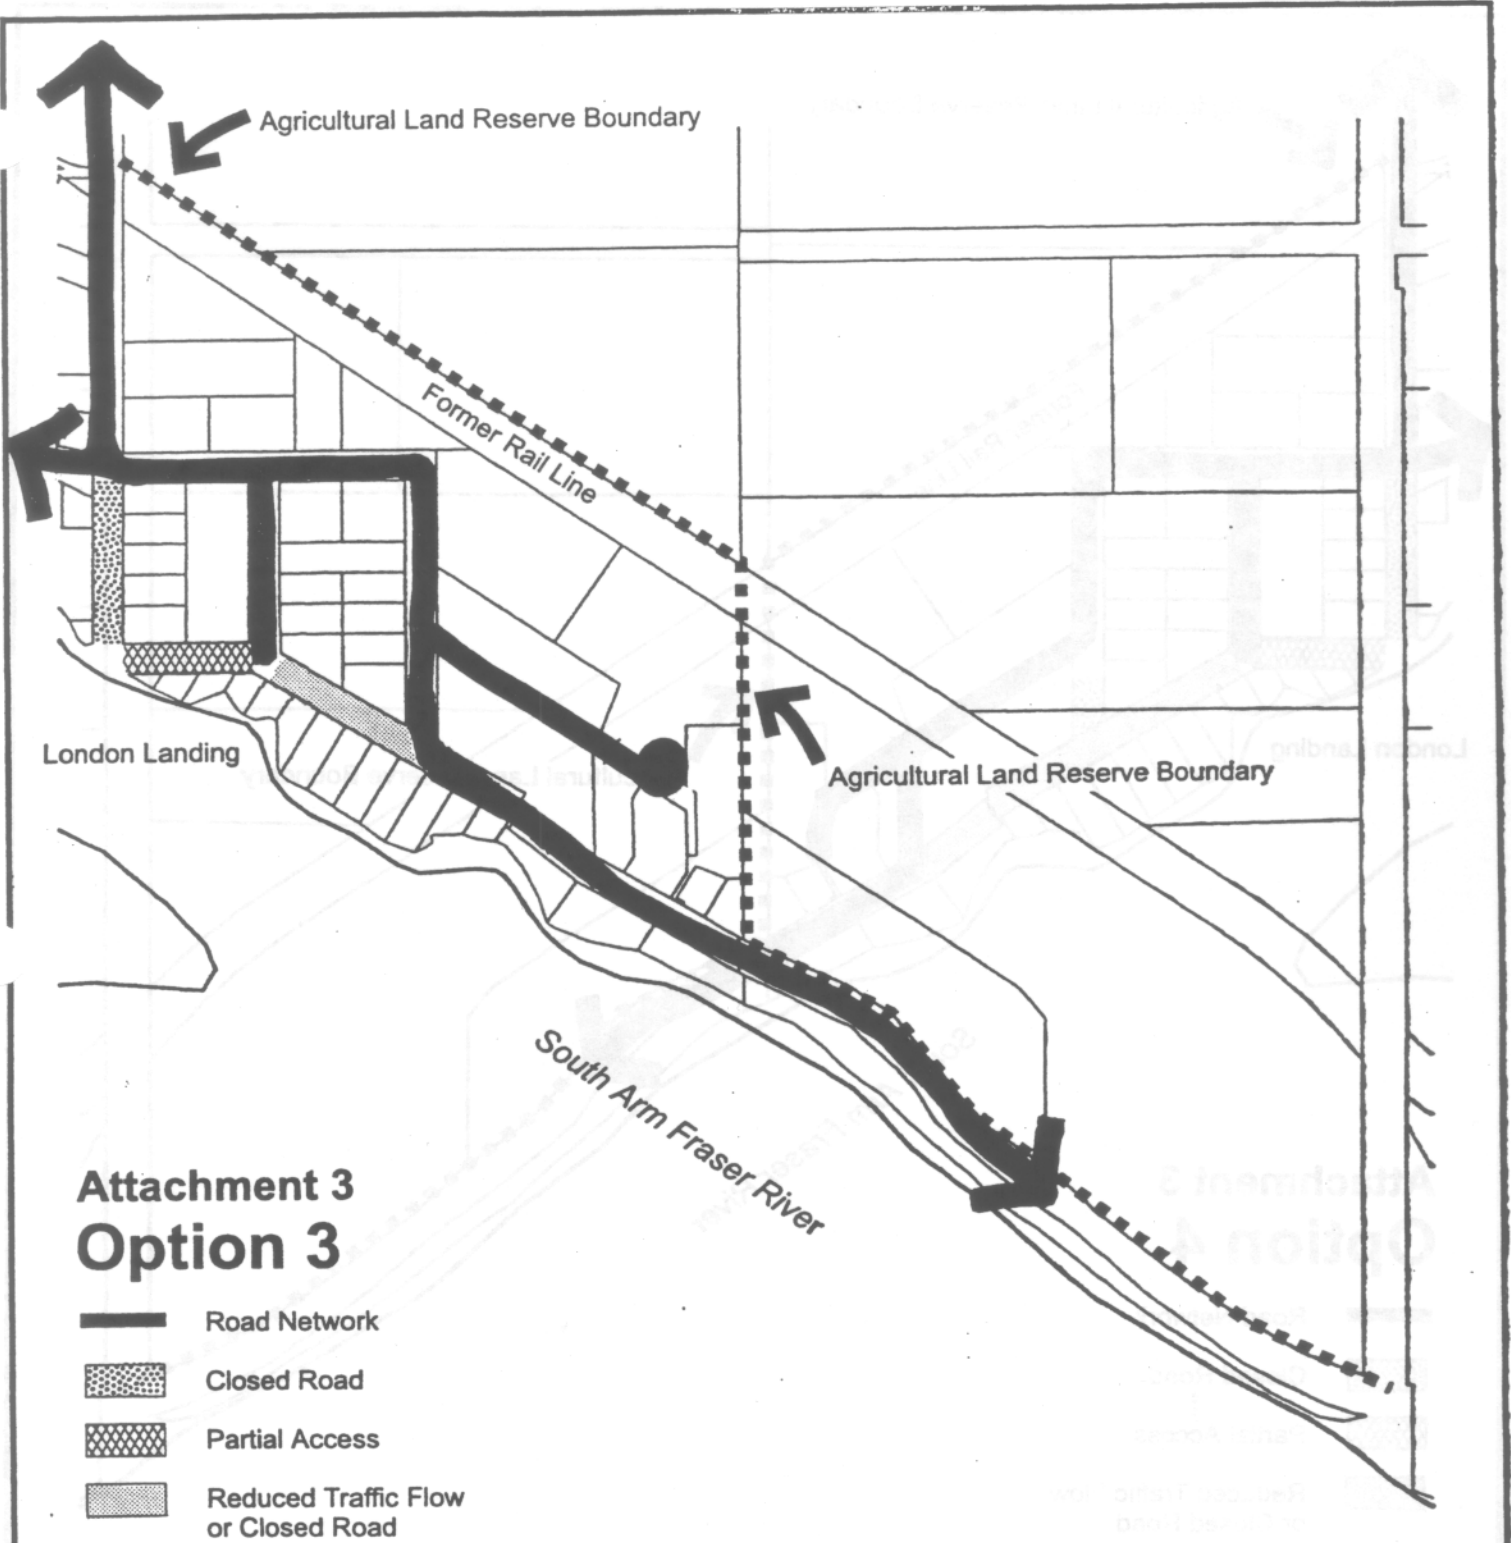 Agricultural Land Reserve Boundary
Former Rail Line
London Landing
Agricultural Land Reserve Boundary
South Arm Fraser River
Attachment 3
Option 3
Road Network
Closed Road
Partial Access
Reduced Traffic Flow
or Closed Road